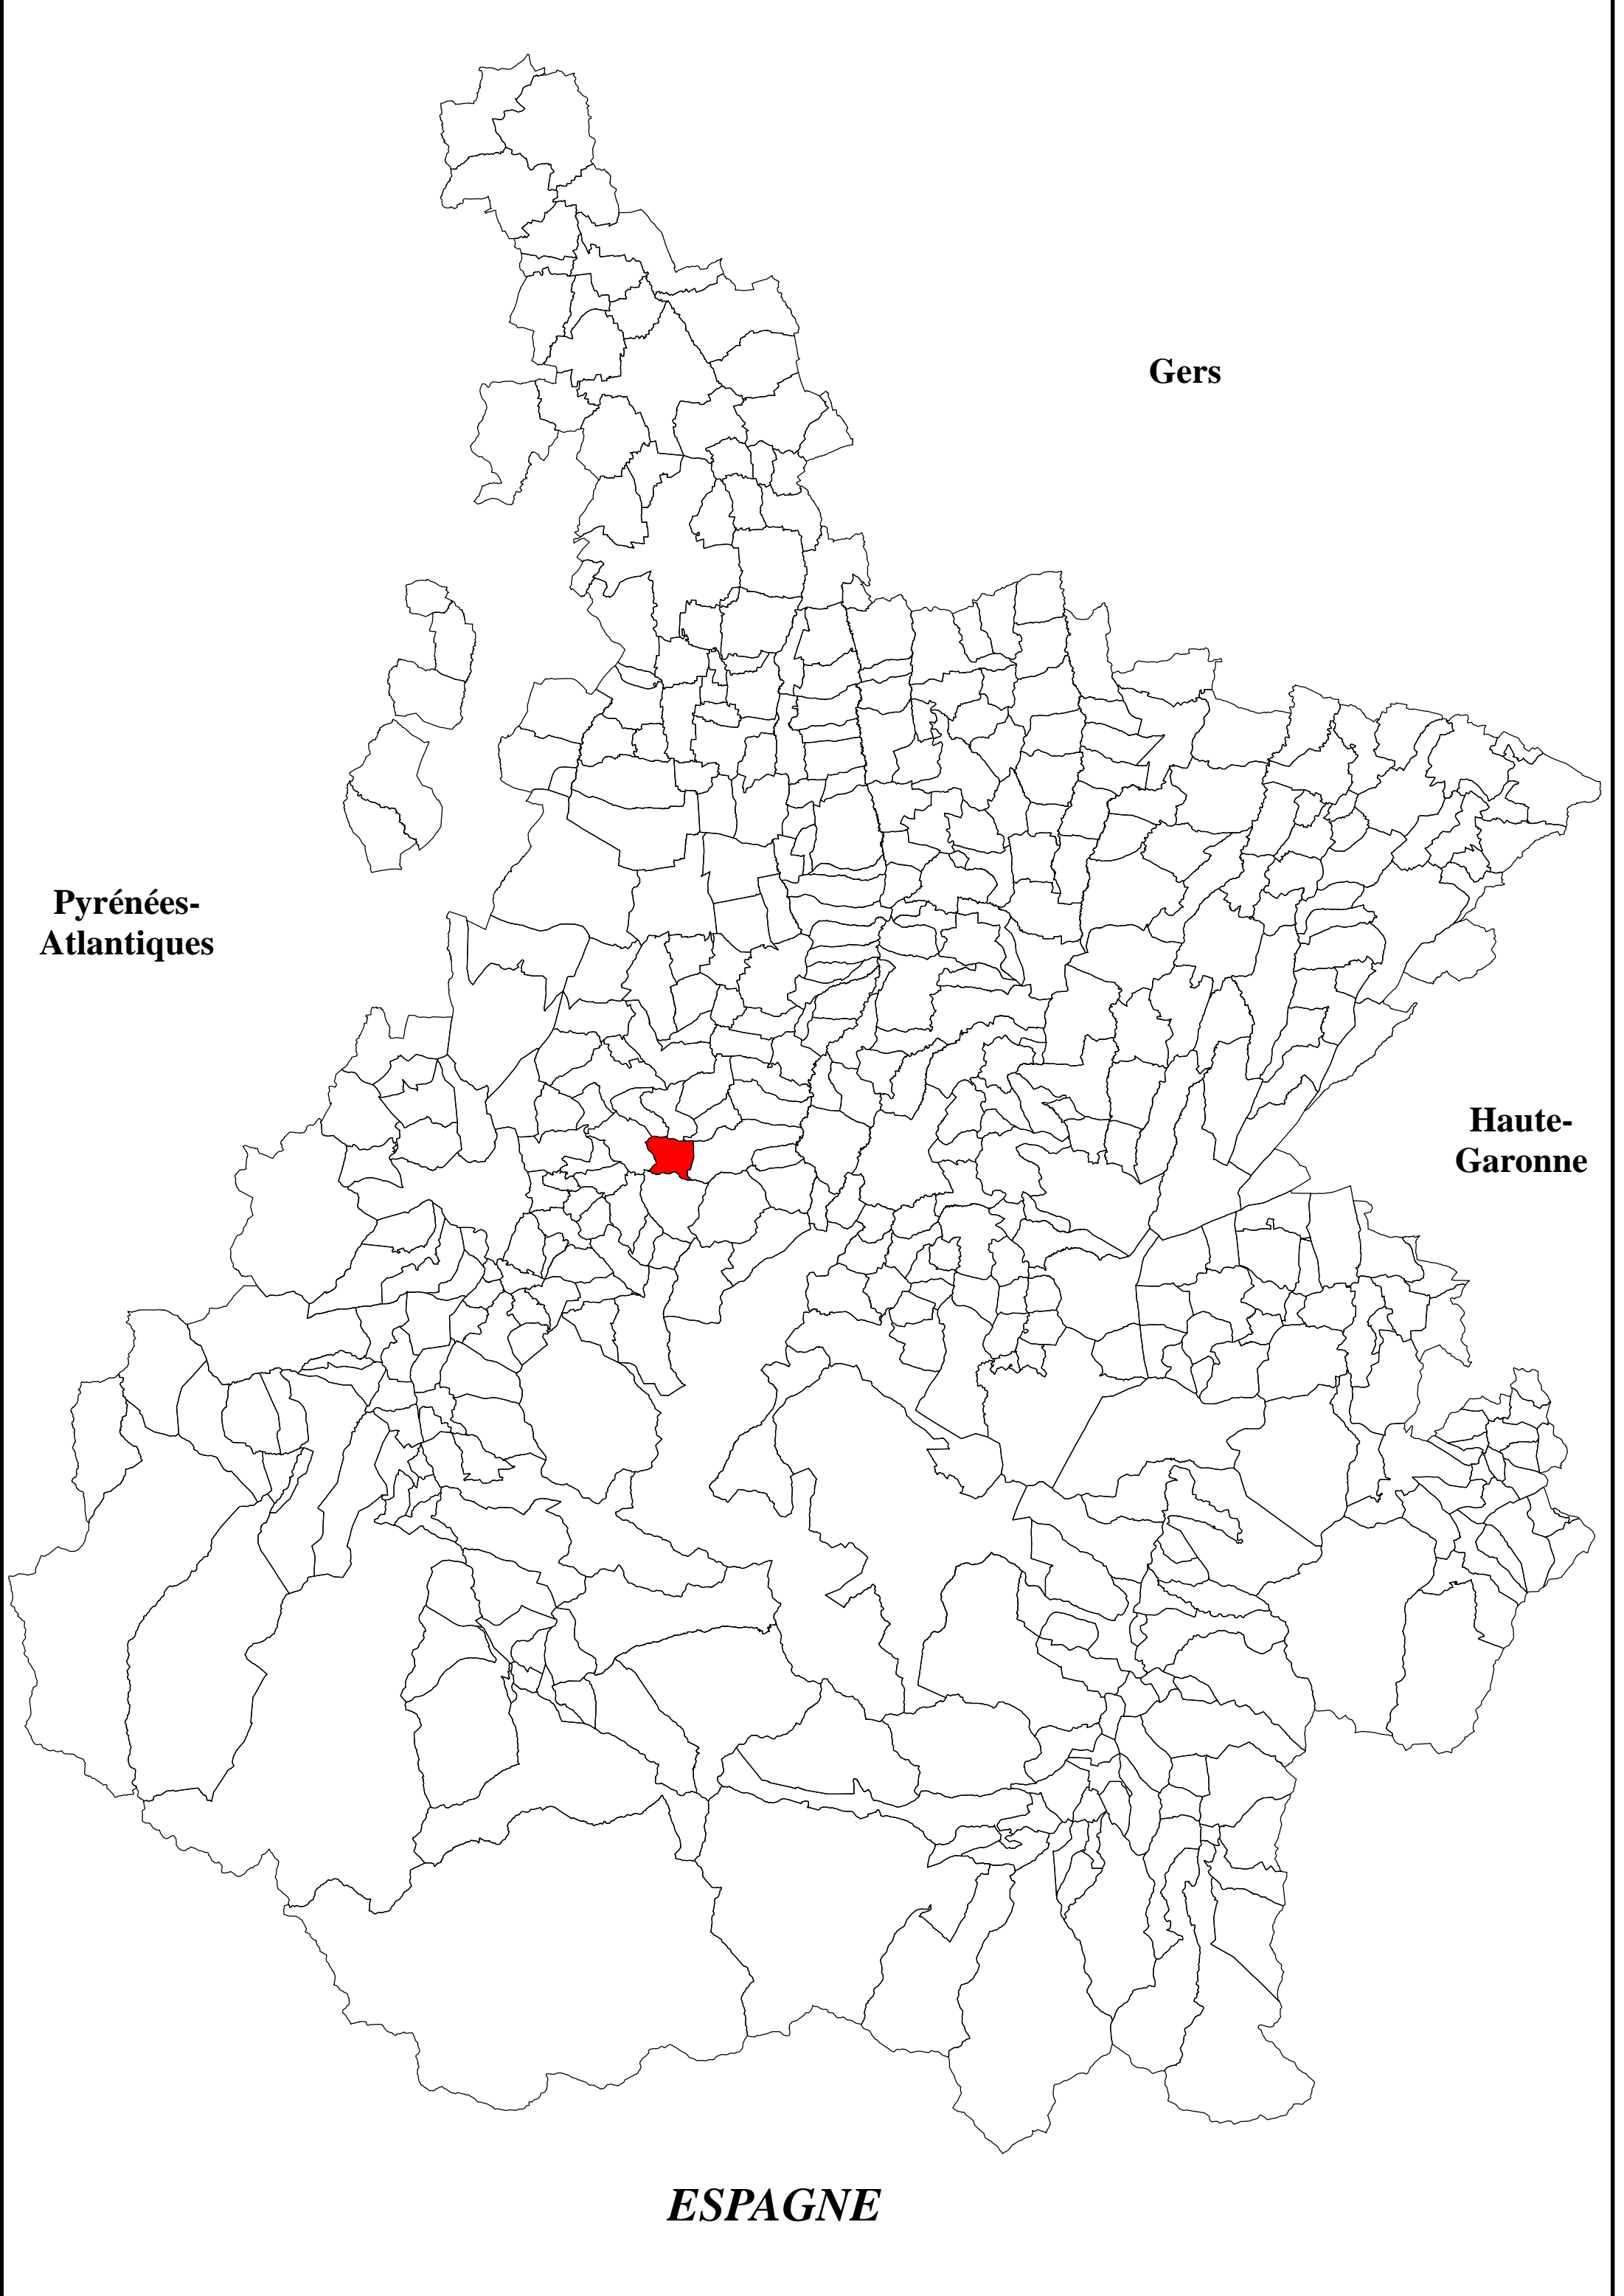 Gers
Pyrénées-
Atlantiques
Haute-
Garonne
ESPAGNE